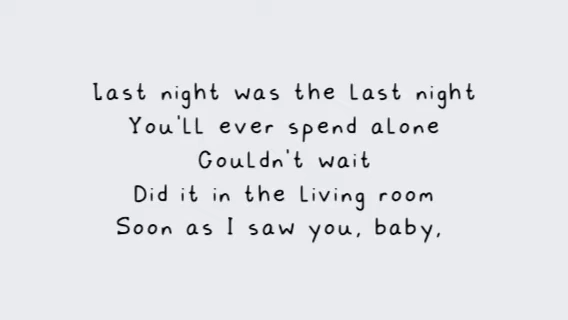 Last night was the last night
You'll ever spend alone
Couldn't wait
Did it in the living room
Soon as I saw you, baby,